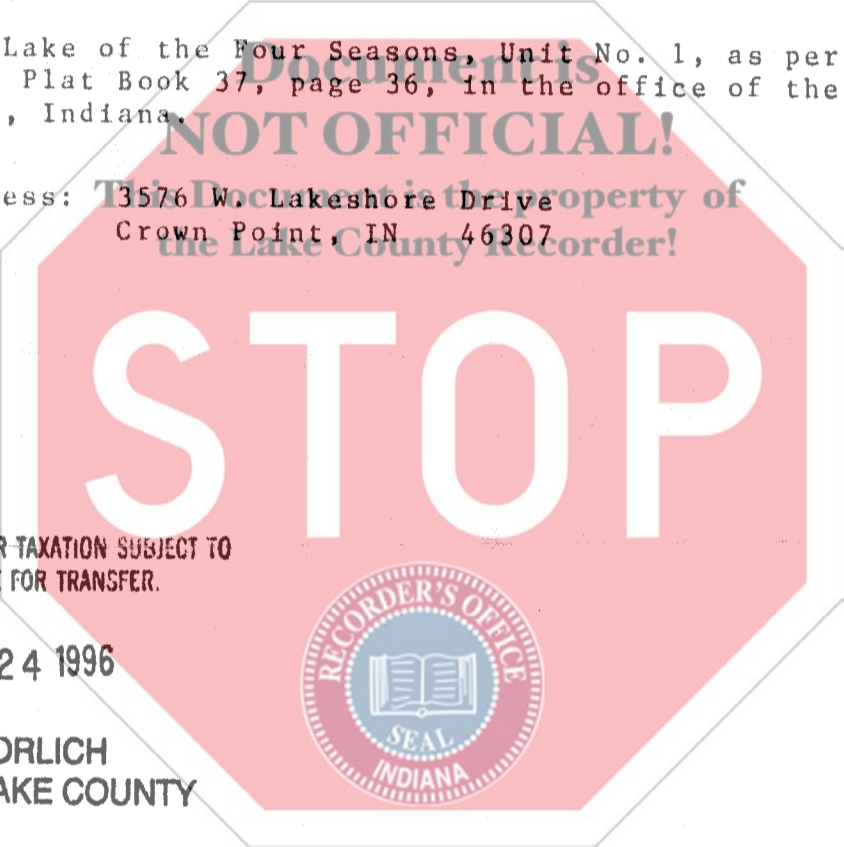 Lake of the Four Seasons, Unit No. 1, as per
Plat Book 37, page 36, in the office of the
, Indiana.
Document is
NOT OFFICIAL!
This Document is the property of
the Lake County Recorder!
ess: 3576 W. Lakeshore Drive
Crown Point, IN 46307
STOP
R TAXATION SUBJECT TO
FOR TRANSFER.
24 1996
ORLICH
AKE COUNTY
RECORDER'S OFFICE
SEAL
INDIANA